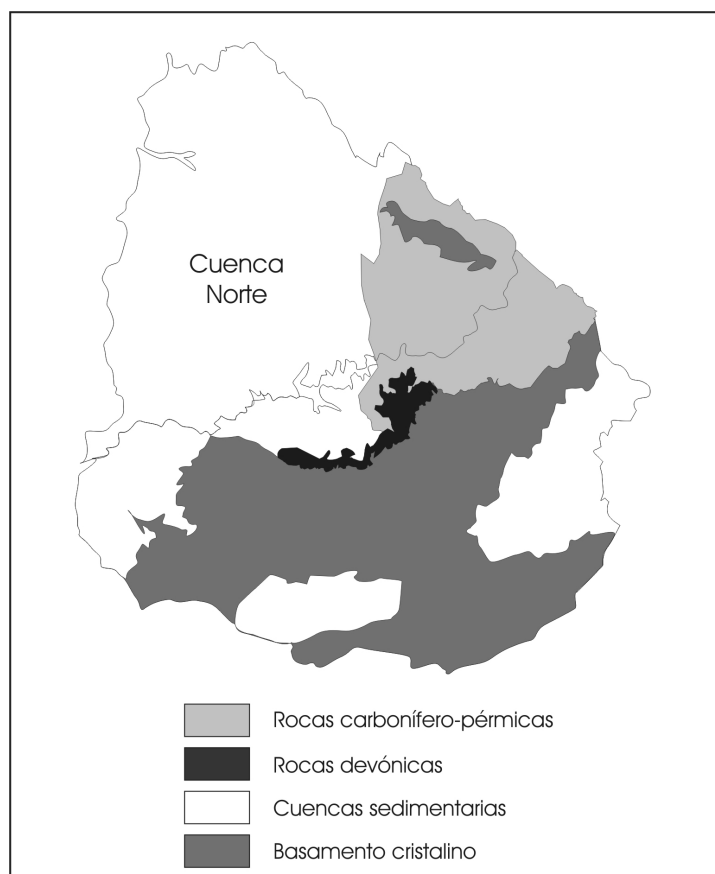 Cuenca
Norte
Rocas carbonífero-pérmicas
Rocas devónicas
Cuencas sedimentarias
Basamento cristalino